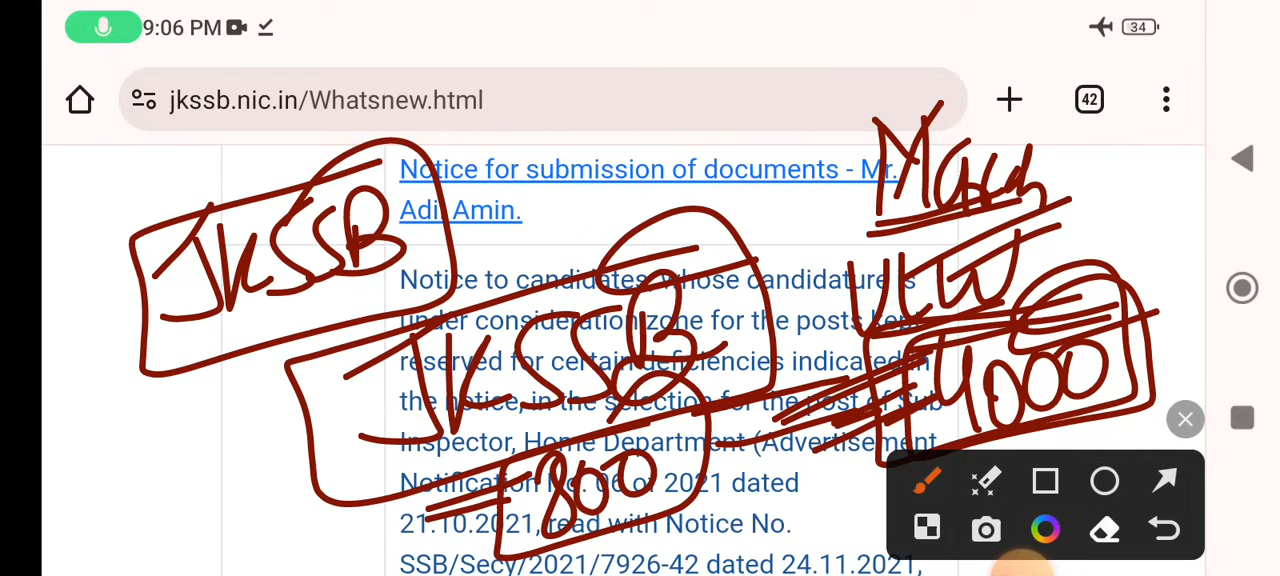 9:06 PM
34
jkssb.nic.in/Whatsnew.html
42
Notice for submission of documents - Mr.
Adil Amin.
March
JKSSB
Notice to candidates, whose candidature is
under consideration zone for the posts kept
VLW
JKSSB
reserved for certain deficiencies indicated in
4000
the notice, in the selection for the post of Sub
Inspector, Home Department (Advertisement
800
Notification No. 06 of 2021 dated
21.10.2021, read with Notice No.
SSB/Secy/2021/7926-42 dated 24.11.2021,